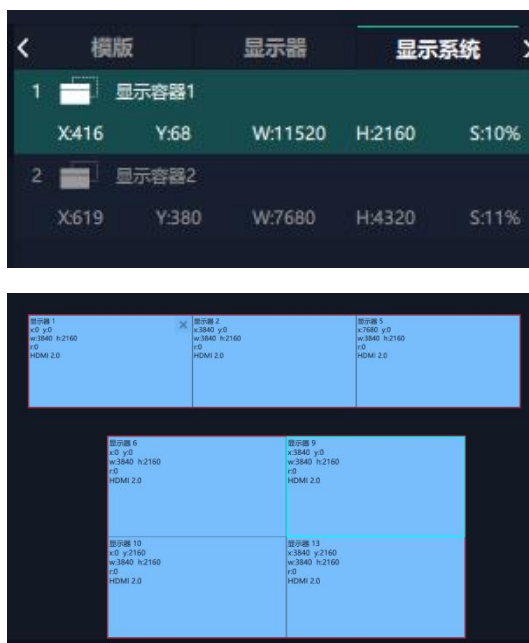 模版 显示器 显示系统
1 显示容器1
X:416 Y:68 W:11520 H:2160 S:10%
2 显示容器2
X:619 Y:380 W:7680 H:4320 S:11%
显示器 1 显示器 2 显示器 5
x:0 y:0 x:3840 y:0 x:7680 y:0
w:3840 h:2160 w:3840 h:2160 w:3840 h:2160
r:0 r:0 r:0
HDMI 2.0 HDMI 2.0 HDMI 2.0
显示器 6 显示器 9
x:0 y:0 x:3840 y:0
w:3840 h:2160 w:3840 h:2160
r:0 r:0
HDMI 2.0 HDMI 2.0
显示器 10 显示器 13
x:0 y:2160 x:3840 y:2160
w:3840 h:2160 w:3840 h:2160
r:0 r:0
HDMI 2.0 HDMI 2.0